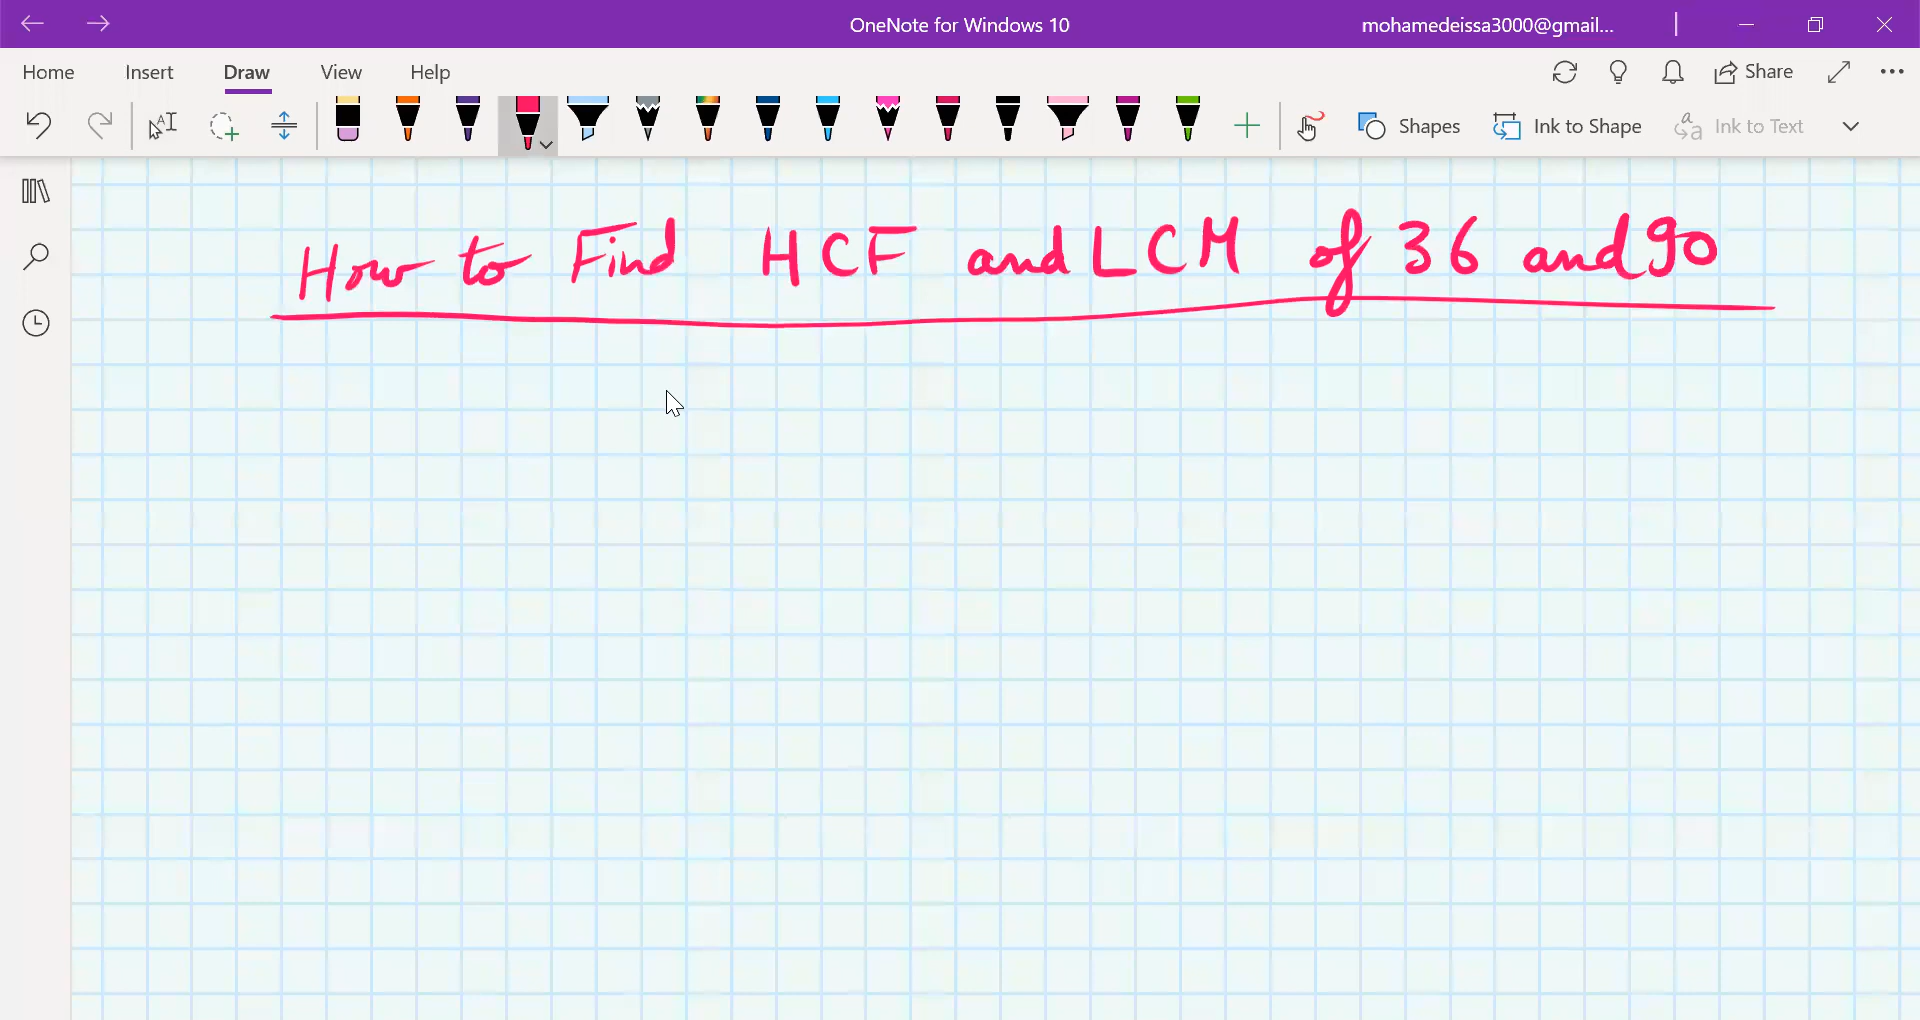 OneNote for Windows 10 mohamedeissa3000@gmail...
Home Insert Draw View Help Share
Shapes Ink to Shape Ink to Text
How to Find HCF and LCM of 36 and 90